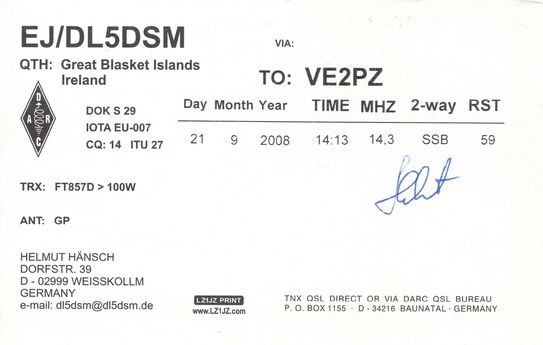 EJ/DL5DSM
VIA:
QTH: Great Blasket Islands
Ireland
TO: VE2PZ
D
A R
C
DOK S 29
IOTA EU-007
CQ: 14 ITU 27
Day Month Year TIME MHZ 2-way RST
21 9 2008 14:13 14,3 SSB 59
TRX: FT857D > 100W
ANT: GP
HELMUT HÄNSCH
DORFSTR. 39
D - 02999 WEISSKOLLM
GERMANY
e-mail: dl5dsm@dl5dsm.de
LZ1JZ PRINT
www.LZ1JZ.com
TNX QSL DIRECT OR VIA DARC QSL BUREAU
P. O. BOX 1155 · D - 34216 BAUNATAL - GERMANY